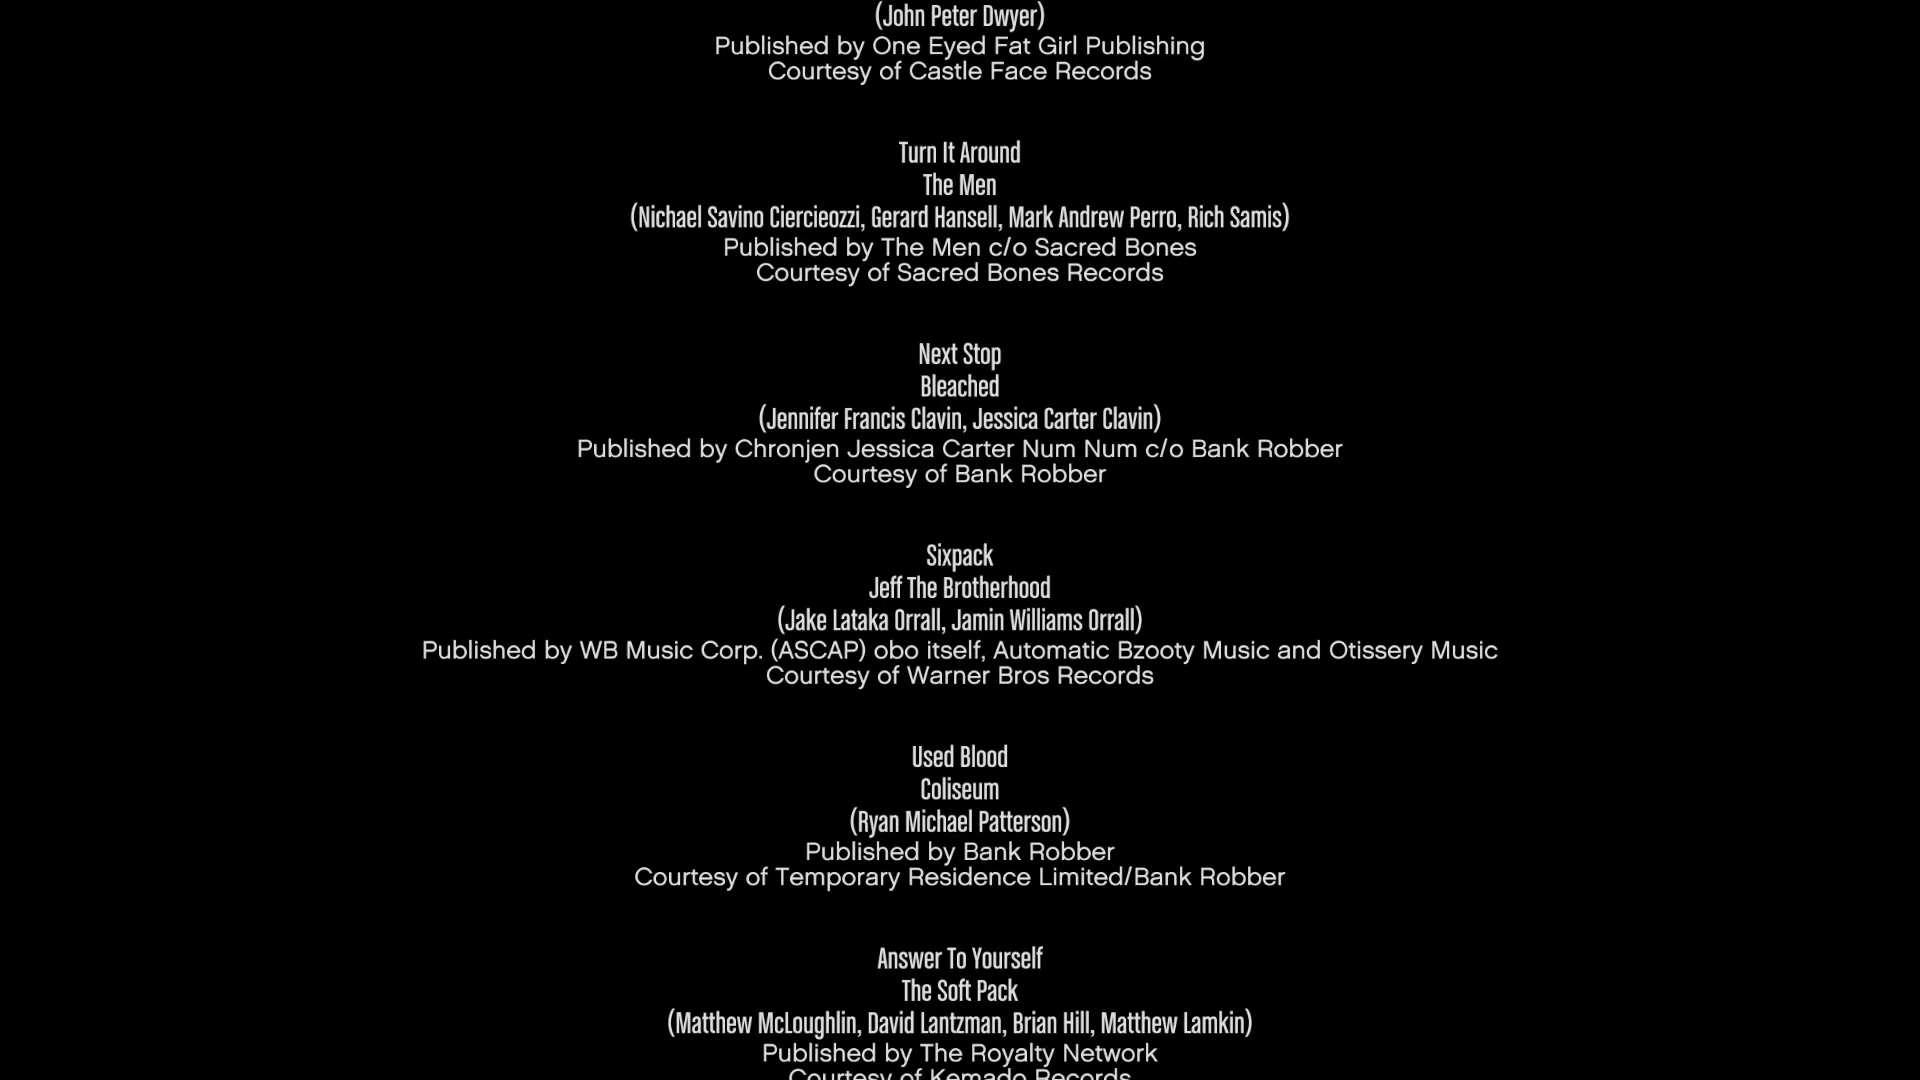 (John Peter Dwyer)
Published by One Eyed Fat Girl Publishing
Courtesy of Castle Face Records
Turn It Around
The Men
(Nichael Savino Ciercieozzi, Gerard Hansell, Mark Andrew Perro, Rich Samis)
Published by The Men c/o Sacred Bones
Courtesy of Sacred Bones Records
Next Stop
Bleached
(Jennifer Francis Clavin, Jessica Carter Clavin)
Published by Chronjen Jessica Carter Num Num c/o Bank Robber
Courtesy of Bank Robber
Sixpack
Jeff The Brotherhood
(Jake Lataka Orrall, Jamin Williams Orrall)
Published by WB Music Corp. (ASCAP) obo itself, Automatic Bzooty Music and Otissery Music
Courtesy of Warner Bros Records
Used Blood
Coliseum
(Ryan Michael Patterson)
Published by Bank Robber
Courtesy of Temporary Residence Limited/Bank Robber
Answer To Yourself
The Soft Pack
(Matthew McLoughlin, David Lantzman, Brian Hill, Matthew Lamkin)
Published by The Royalty Network
Courtesy of Kemado Records